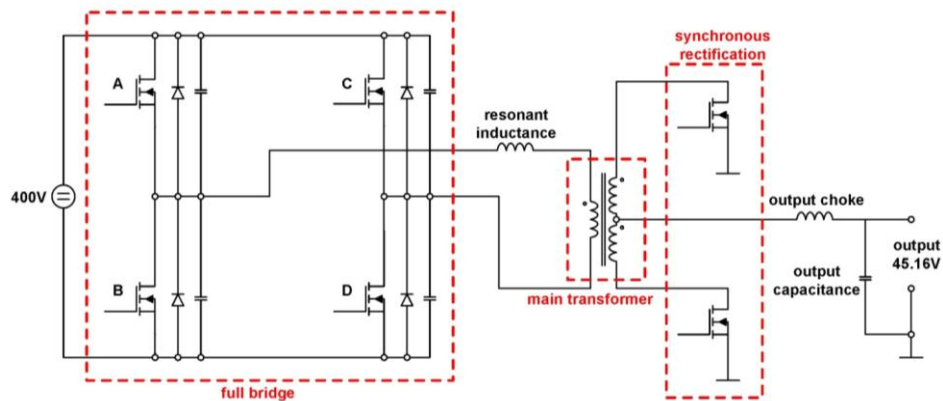 synchronous
rectification
A
C
resonant
inductance
400V
output choke
output
45.16V
output
capacitance
B
D
main transformer
full bridge